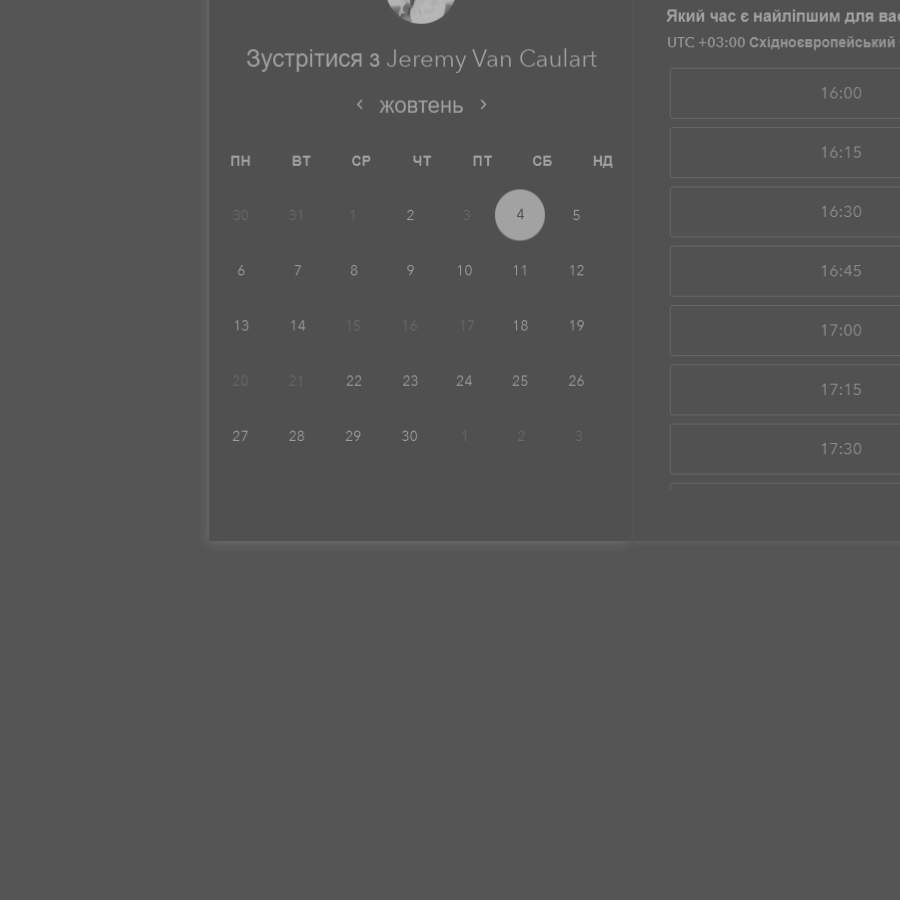 Зустрітися з Jeremy Van Caulart
‹ жовтень ›
ПН ВТ СР ЧТ ПТ СБ НД
30 31 1 2 3 4 5
6 7 8 9 10 11 12
13 14 15 16 17 18 19
20 21 22 23 24 25 26
27 28 29 30 1 2 3
Який час є найліпшим для вас
UTC +03:00 Східноєвропейський
16:00
16:15
16:30
16:45
17:00
17:15
17:30